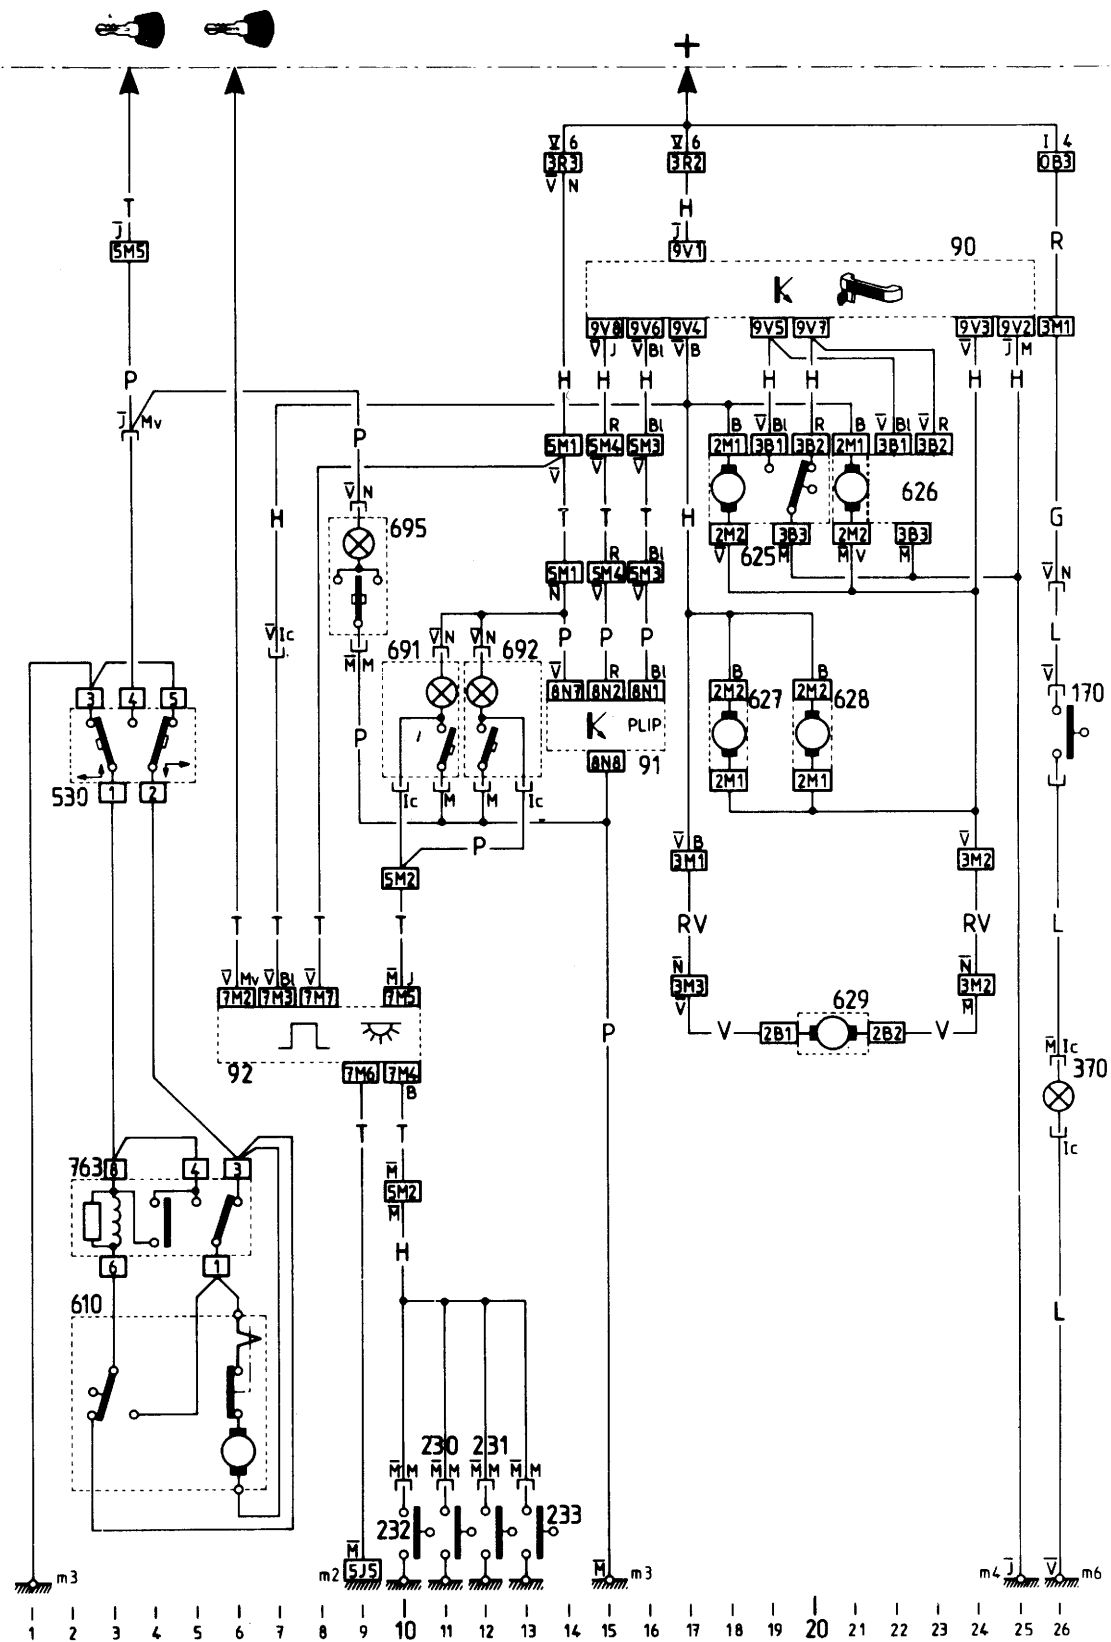 +
V̅ 6
V̅ 6
I 4
3R3
3R2
0B3
V̅ N
T
H
J̅
5M5
J̅
9V1
90
R
9V8
9V6
9V4
9V5
9V7
9V3
9V2
3M1
V̅ J
V̅ Bl
V̅ B
V̅
J̅ M
P
H
H
H
H
H
H
H
J̅ Mv
P
R
Bl
B
V̅ Bl
R
B
V̅ Bl
V̅ R
5M1
5M4
5M3
2M1
3B1
3B2
2M1
3B1
3B2
V̅
V̅
V̅
V̅ N
626
H
695
T
T
T
H
G
2M2
3B3
2M2
3B3
R
Bl
V̅
625
M̅
M̅ V
M̅
5M1
5M4
5M3
V̅ N
N̅
V̅
V̅
V̅ Ic
V̅ N
V̅ N
P
P
P
L
M̅ M
691
692
B
B
V̅
V̅
R
Bl
3
4
5
8N7
8N2
8N1
2M2
627
2M2
628
170
PLIP
P
8N8
91
2M1
2M1
530
1
2
Ic
M
M
Ic
P
V̅ B
V̅
5M2
3M1
3M2
T
T
T
T
RV
RV
L
V̅ Mv
V̅ Bl
V̅
M̅ J
N̅
N̅
7M2
7M3
7M7
7M5
3M3
3M2
V̅
M̅
629
P
V
2B1
2B2
V
92
7M6
7M4
M̅ Ic
370
B
T
T
Ic
763
8
4
3
M̅
5M2
M̅
H
6
1
610
L
230
231
M̅ M
M̅ M
M̅ M
M̅ M
232
233
M̅
m3
m2
5J5
M̅
m3
m4
J̅
V̅
m6
1
2
3
4
5
6
7
8
9
10
11
12
13
14
15
16
17
18
19
20
21
22
23
24
25
26